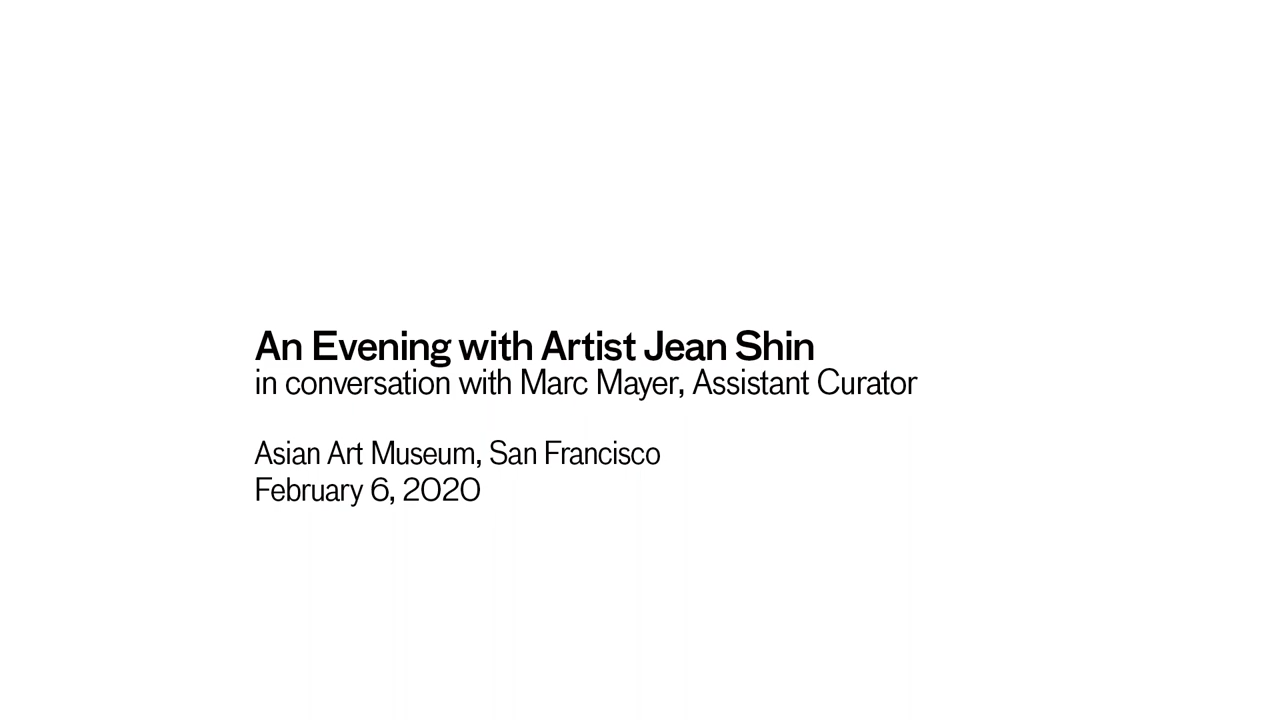 An Evening with Artist Jean Shin
in conversation with Marc Mayer, Assistant Curator
Asian Art Museum, San Francisco
February 6, 2020